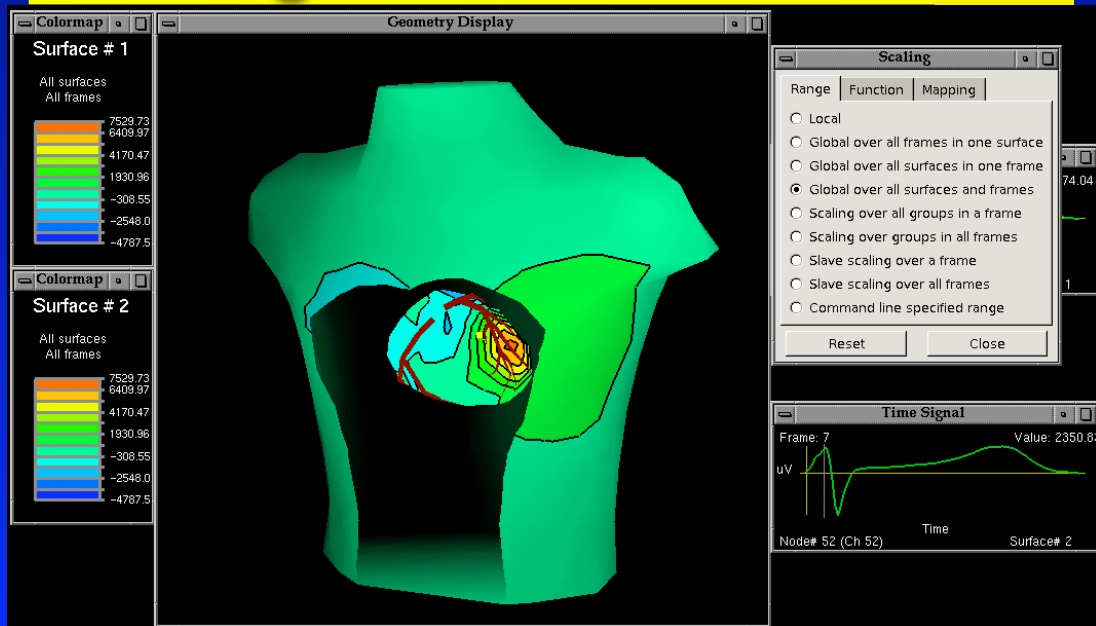 Colormap
Surface # 1
All surfaces
All frames
7529.73
6409.97
4170.47
1930.96
-308.55
-2548.0
-4787.5
Colormap
Surface # 2
All surfaces
All frames
7529.73
6409.97
4170.47
1930.96
-308.55
-2548.0
-4787.5
Geometry Display
Scaling
Range Function Mapping
Local
Global over all frames in one surface
Global over all surfaces in one frame
Global over all surfaces and frames
Scaling over all groups in a frame
Scaling over groups in all frames
Slave scaling over a frame
Slave scaling over all frames
Command line specified range
Reset Close
74.04
1
Time Signal
Frame: 7 Value: 2350.83
uV
Time
Node# 52 (Ch 52) Surface# 2